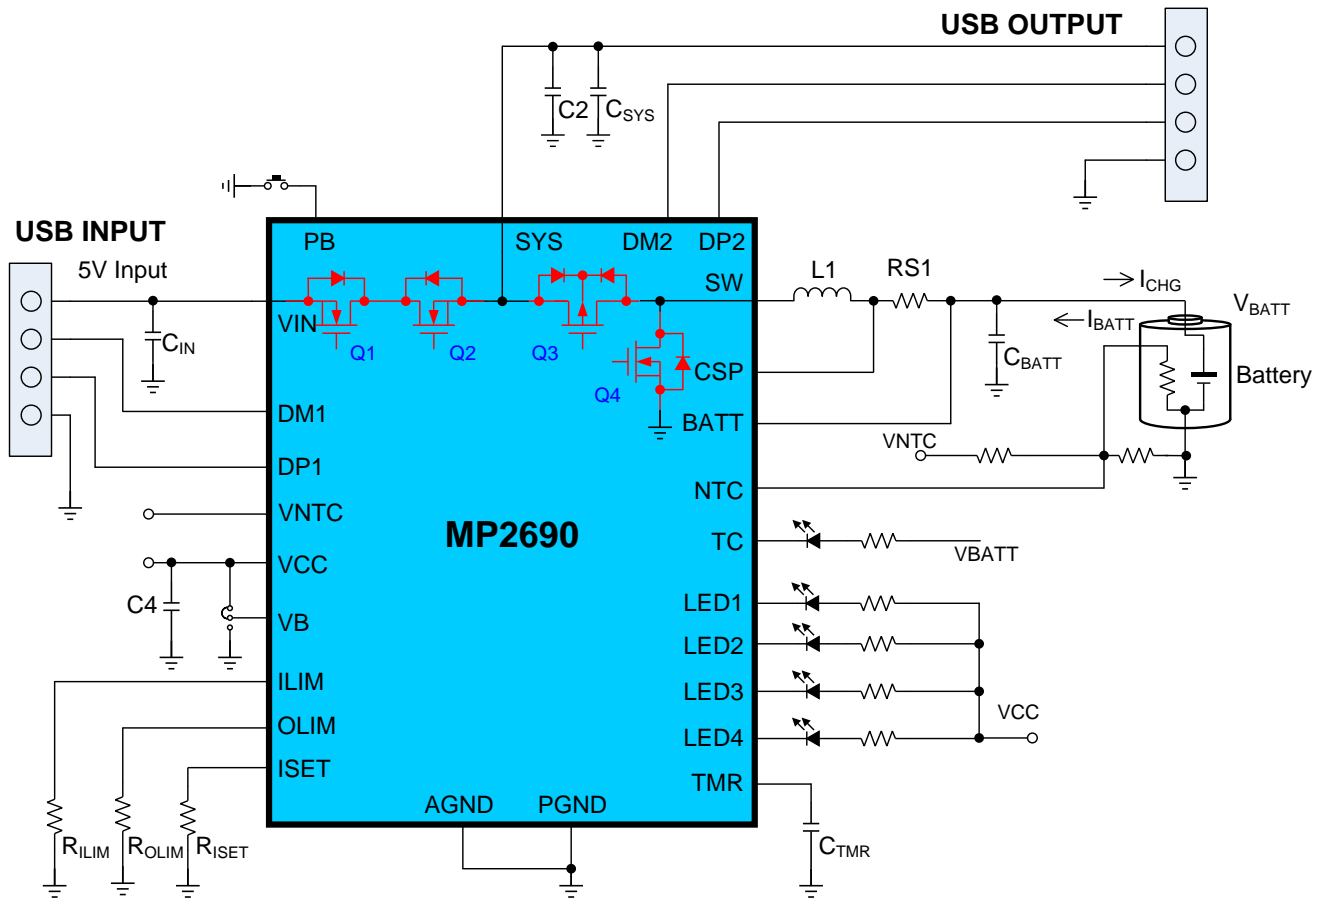 USB OUTPUT
C2
CSYS
USB INPUT
5V Input
PB
SYS
DM2
DP2
SW
L1
RS1
ICHG
VBATT
IBATT
VIN
CIN
Q1
Q2
Q3
Q4
CSP
CBATT
Battery
DM1
BATT
VNTC
DP1
NTC
VNTC
MP2690
TC
VBATT
VCC
C4
LED1
VB
LED2
ILIM
LED3
VCC
OLIM
LED4
ISET
TMR
AGND
PGND
RILIM
ROLIM
RISET
CTMR